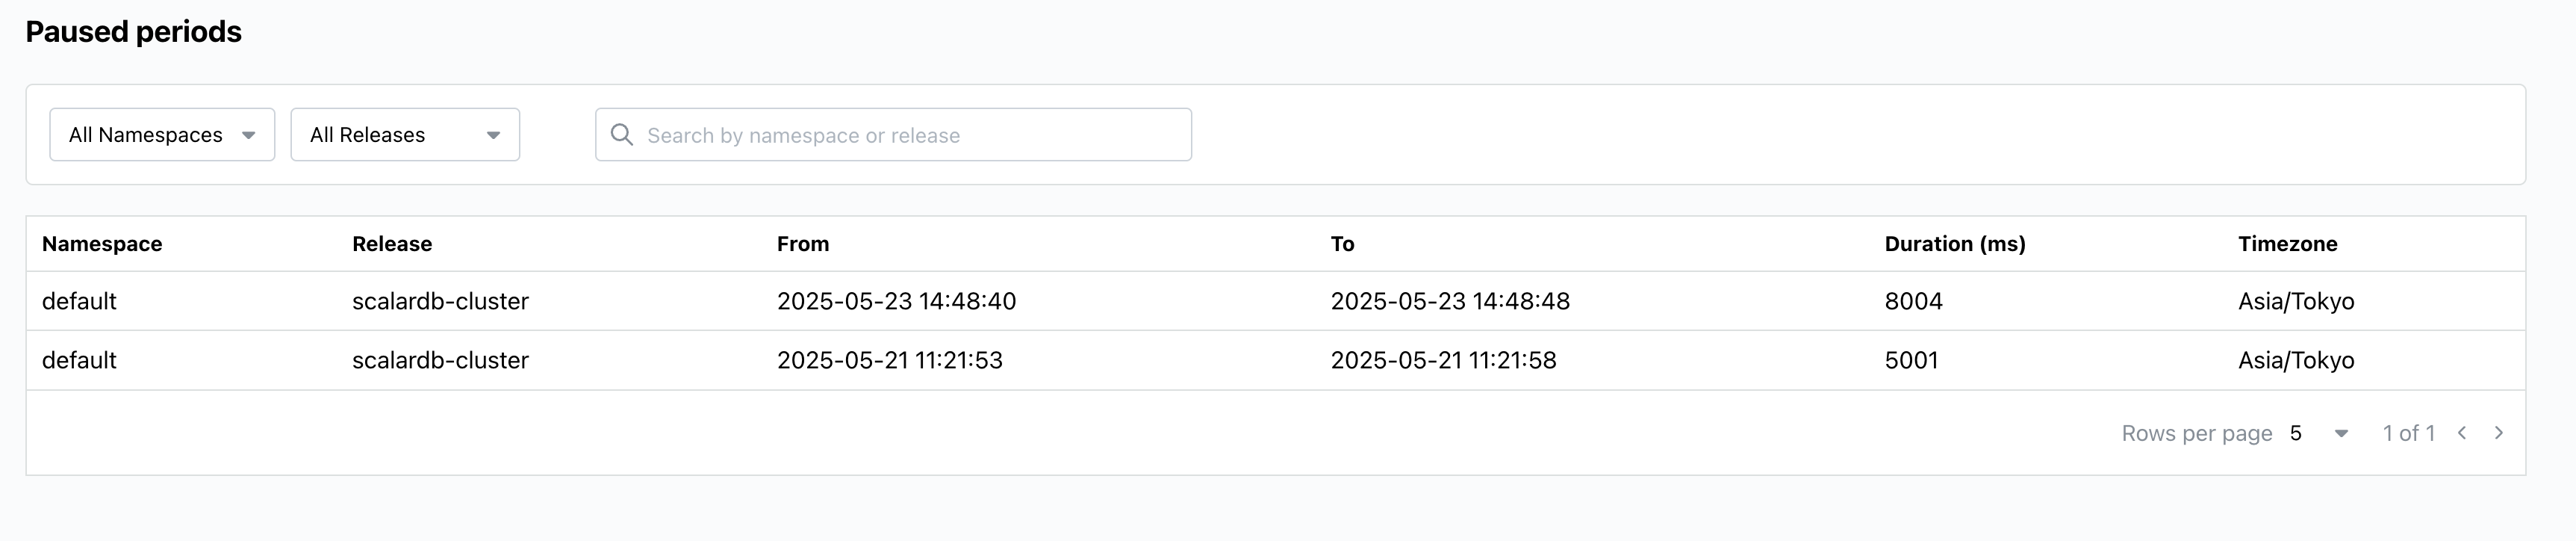 Paused periods
All Namespaces All Releases Search by namespace or release
Namespace Release From To Duration (ms) Timezone
default scalardb-cluster 2025-05-23 14:48:40 2025-05-23 14:48:48 8004 Asia/Tokyo
default scalardb-cluster 2025-05-21 11:21:53 2025-05-21 11:21:58 5001 Asia/Tokyo
Rows per page 5 1 of 1